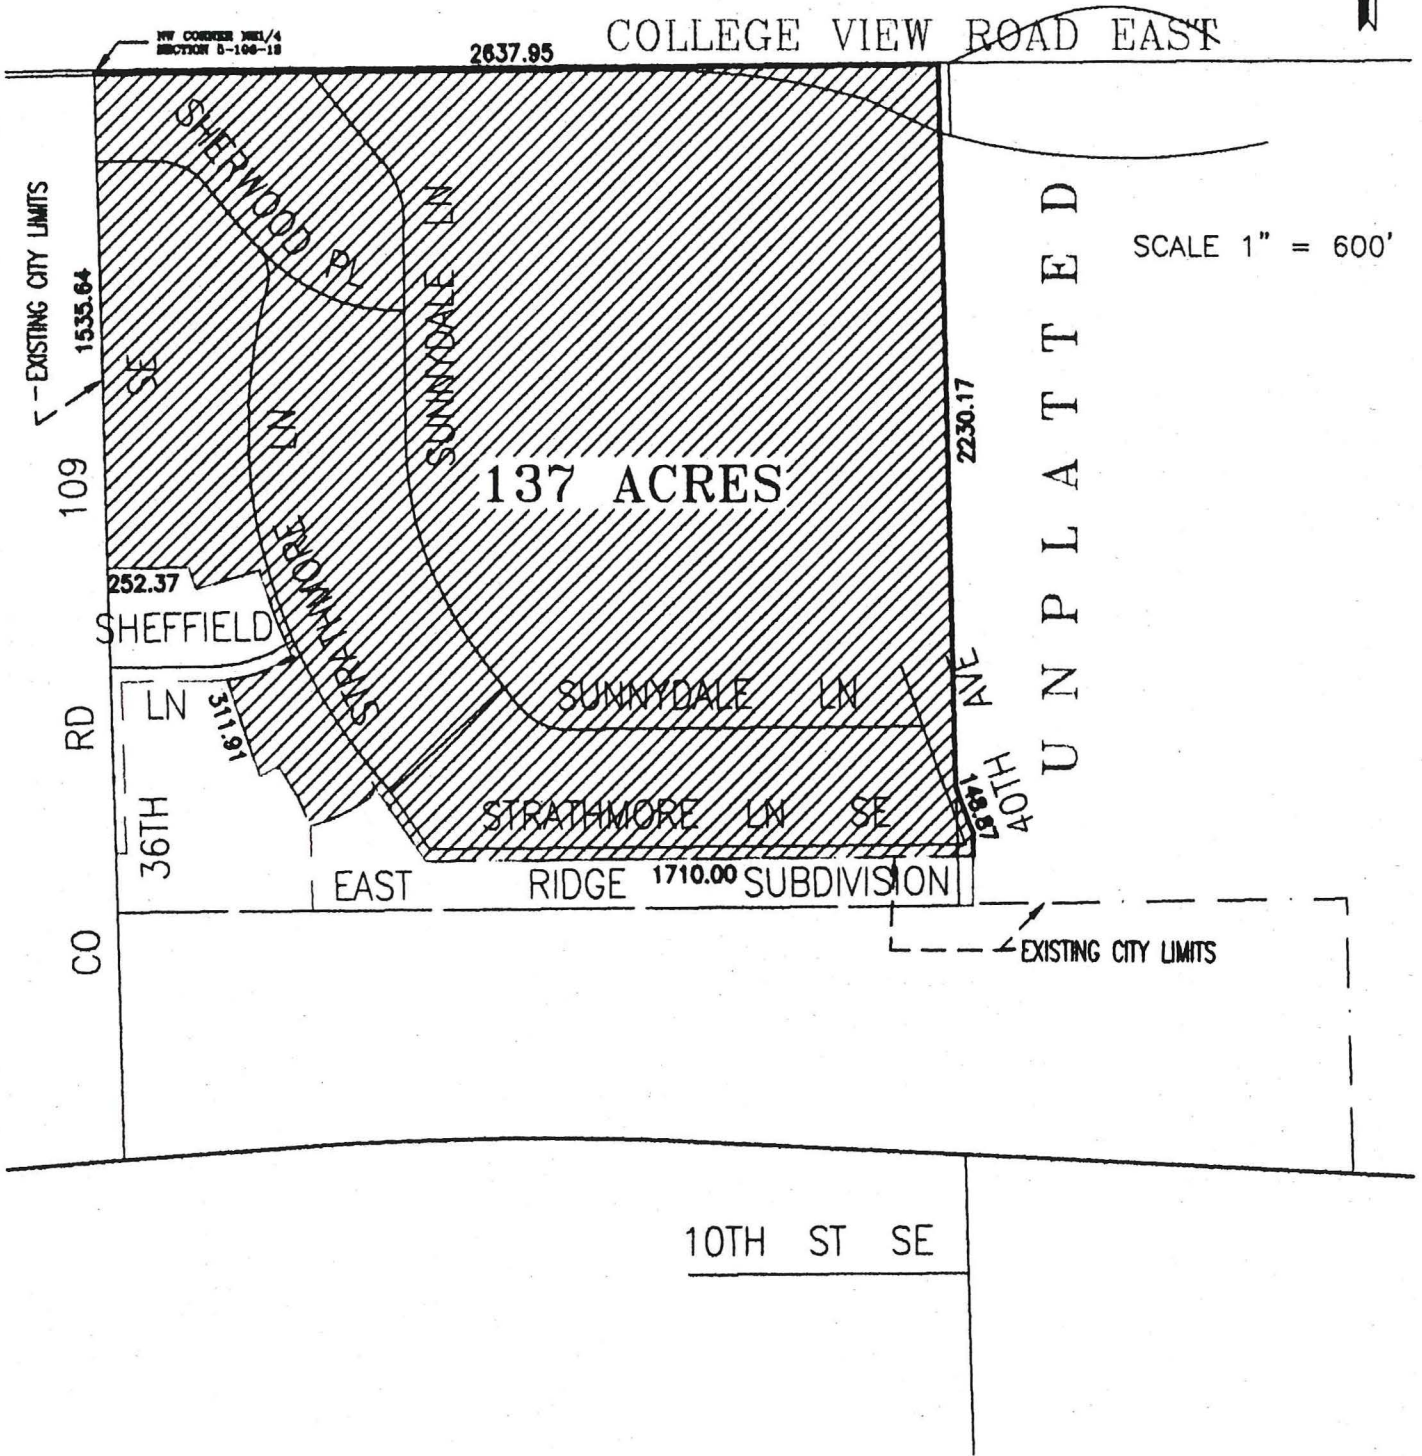 COLLEGE VIEW ROAD EAST
NW CORNER NE1/4
SECTION 5-106-13
2637.95
SHERWOOD PL
SUNNYDALE LN
EXISTING CITY LIMITS
1535.64
SCALE 1" = 600'
UNPLATTED
36TH SE
2230.17
137 ACRES
STRATHMORE LN
CO RD 109
252.37
SHEFFIELD
LN
311.91
SUNNYDALE LN
40TH AVE
148.87
STRATHMORE LN SE
1710.00
EAST RIDGE SUBDIVISION
EXISTING CITY LIMITS
10TH ST SE